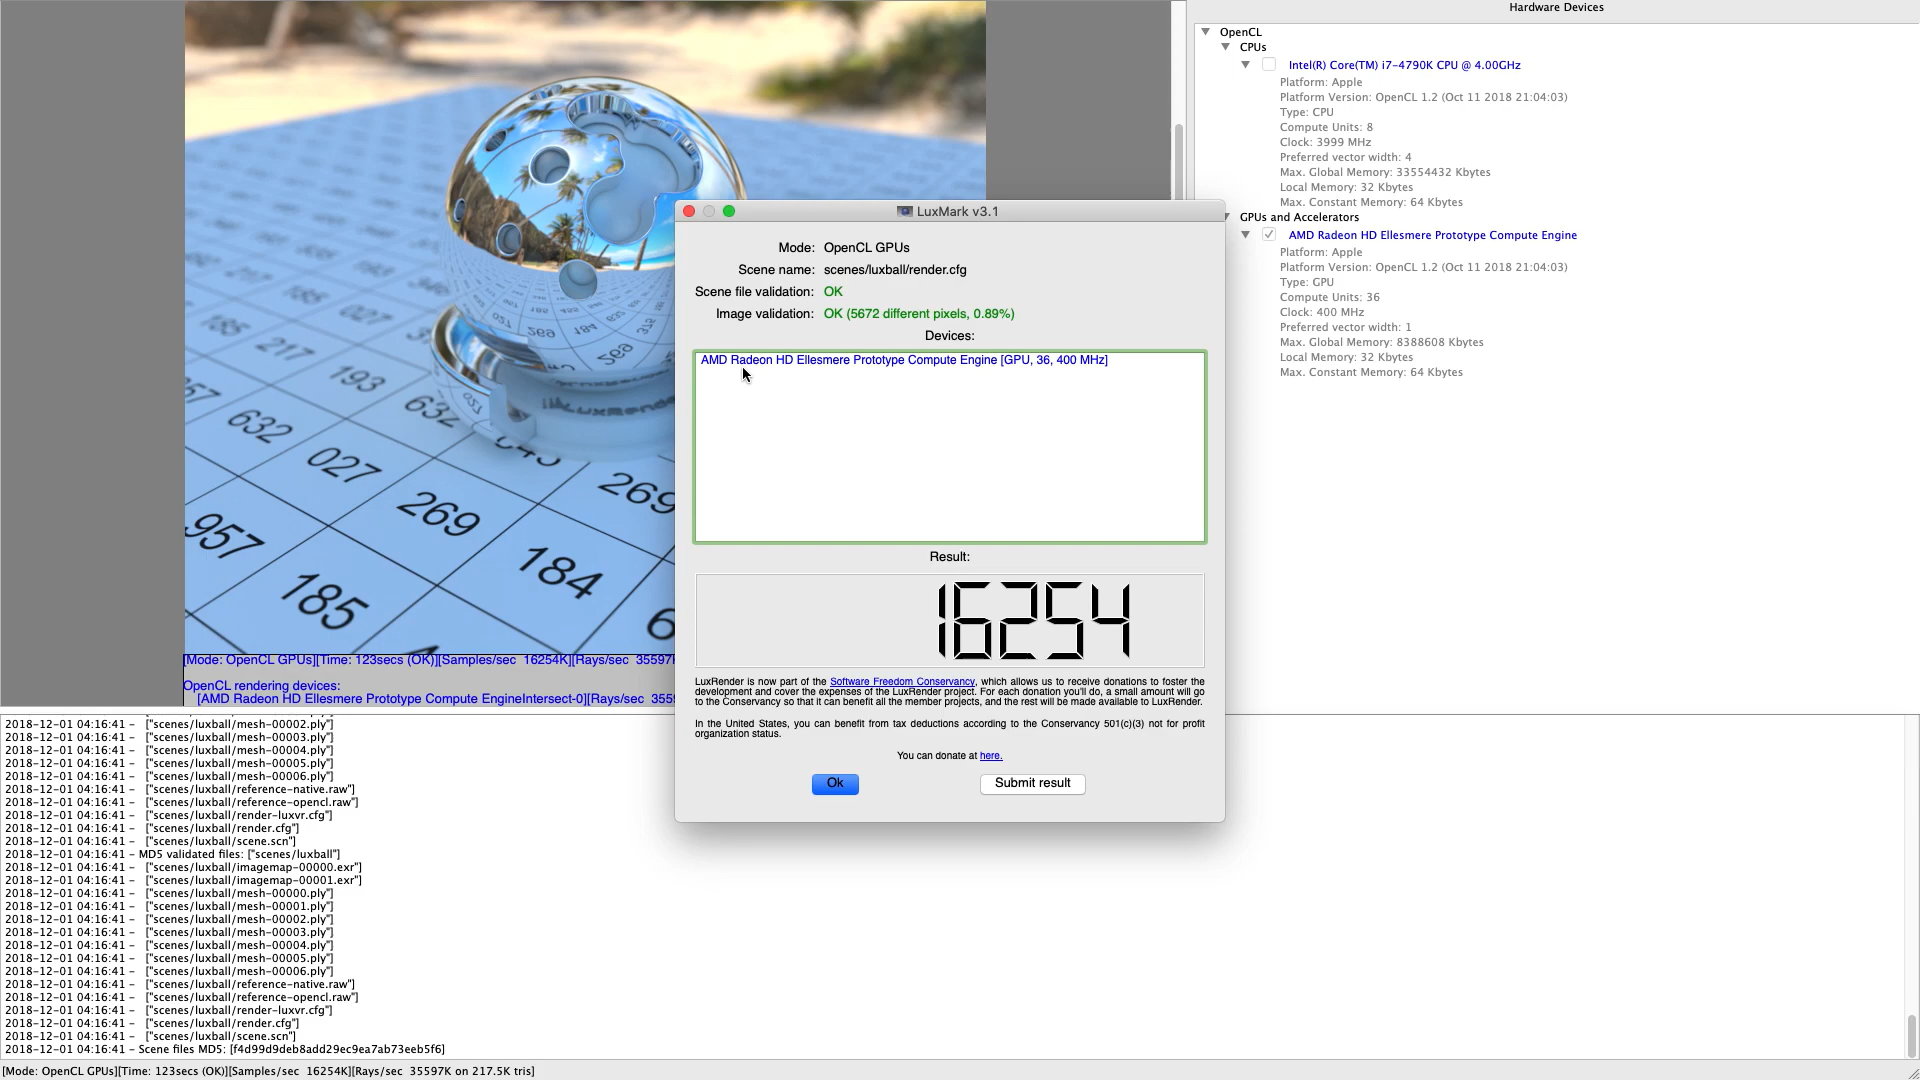 Hardware Devices
OpenCL
CPUs
Intel(R) Core(TM) i7-4790K CPU @ 4.00GHz
Platform: Apple
Platform Version: OpenCL 1.2 (Oct 11 2018 21:04:03)
Type: CPU
Compute Units: 8
Clock: 3999 MHz
Preferred vector width: 4
Max. Global Memory: 33554432 Kbytes
Local Memory: 32 Kbytes
Max. Constant Memory: 64 Kbytes
GPUs and Accelerators
AMD Radeon HD Ellesmere Prototype Compute Engine
Platform: Apple
Platform Version: OpenCL 1.2 (Oct 11 2018 21:04:03)
Type: GPU
Compute Units: 36
Clock: 400 MHz
Preferred vector width: 1
Max. Global Memory: 8388608 Kbytes
Local Memory: 32 Kbytes
Max. Constant Memory: 64 Kbytes
LuxMark v3.1
Mode: OpenCL GPUs
Scene name: scenes/luxball/render.cfg
Scene file validation: OK
Image validation: OK (5672 different pixels, 0.89%)
Devices:
AMD Radeon HD Ellesmere Prototype Compute Engine [GPU, 36, 400 MHz]
Result:
16254
LuxRender is now part of the Software Freedom Conservancy, which allows us to receive donations to foster the
development and cover the expenses of the LuxRender project. For each donation you'll do, a small amount will go
to the Conservancy so that it can benefit all the member projects, and the rest will be made available to LuxRender.
In the United States, you can benefit from tax deductions according to the Conservancy 501(c)(3) not for profit
organization status.
You can donate at here.
Ok
Submit result
193
632
632
027
269
269
957
184
185
[Mode: OpenCL GPUs][Time: 123secs (OK)][Samples/sec 16254K][Rays/sec 35597K
OpenCL rendering devices:
[AMD Radeon HD Ellesmere Prototype Compute EngineIntersect-0][Rays/sec 355
2018-12-01 04:16:41 - ["scenes/luxball/mesh-00002.ply"]
2018-12-01 04:16:41 - ["scenes/luxball/mesh-00003.ply"]
2018-12-01 04:16:41 - ["scenes/luxball/mesh-00004.ply"]
2018-12-01 04:16:41 - ["scenes/luxball/mesh-00005.ply"]
2018-12-01 04:16:41 - ["scenes/luxball/mesh-00006.ply"]
2018-12-01 04:16:41 - ["scenes/luxball/reference-native.raw"]
2018-12-01 04:16:41 - ["scenes/luxball/reference-opencl.raw"]
2018-12-01 04:16:41 - ["scenes/luxball/render-luxvr.cfg"]
2018-12-01 04:16:41 - ["scenes/luxball/render.cfg"]
2018-12-01 04:16:41 - ["scenes/luxball/scene.scn"]
2018-12-01 04:16:41 - MD5 validated files: ["scenes/luxball"]
2018-12-01 04:16:41 - ["scenes/luxball/imagemap-00000.exr"]
2018-12-01 04:16:41 - ["scenes/luxball/imagemap-00001.exr"]
2018-12-01 04:16:41 - ["scenes/luxball/mesh-00000.ply"]
2018-12-01 04:16:41 - ["scenes/luxball/mesh-00001.ply"]
2018-12-01 04:16:41 - ["scenes/luxball/mesh-00002.ply"]
2018-12-01 04:16:41 - ["scenes/luxball/mesh-00003.ply"]
2018-12-01 04:16:41 - ["scenes/luxball/mesh-00004.ply"]
2018-12-01 04:16:41 - ["scenes/luxball/mesh-00005.ply"]
2018-12-01 04:16:41 - ["scenes/luxball/mesh-00006.ply"]
2018-12-01 04:16:41 - ["scenes/luxball/reference-native.raw"]
2018-12-01 04:16:41 - ["scenes/luxball/reference-opencl.raw"]
2018-12-01 04:16:41 - ["scenes/luxball/render-luxvr.cfg"]
2018-12-01 04:16:41 - ["scenes/luxball/render.cfg"]
2018-12-01 04:16:41 - ["scenes/luxball/scene.scn"]
2018-12-01 04:16:41 - Scene files MD5: [f4d99d9deb8add29ec9ea7ab73eeb5f6]
[Mode: OpenCL GPUs][Time: 123secs (OK)][Samples/sec 16254K][Rays/sec 35597K on 217.5K tris]